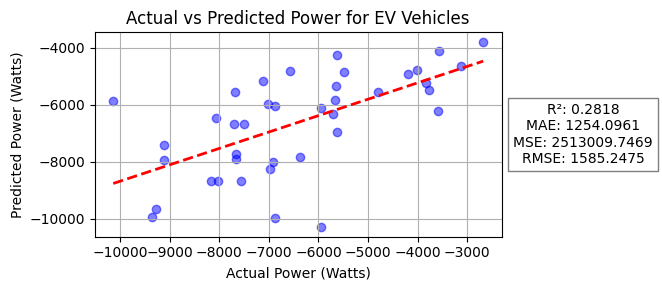 Actual vs Predicted Power for EV Vehicles
Predicted Power (Watts)
−4000
−6000
−8000
−10000
−10000 −9000 −8000 −7000 −6000 −5000 −4000 −3000
Actual Power (Watts)
R²: 0.2818
MAE: 1254.0961
MSE: 2513009.7469
RMSE: 1585.2475